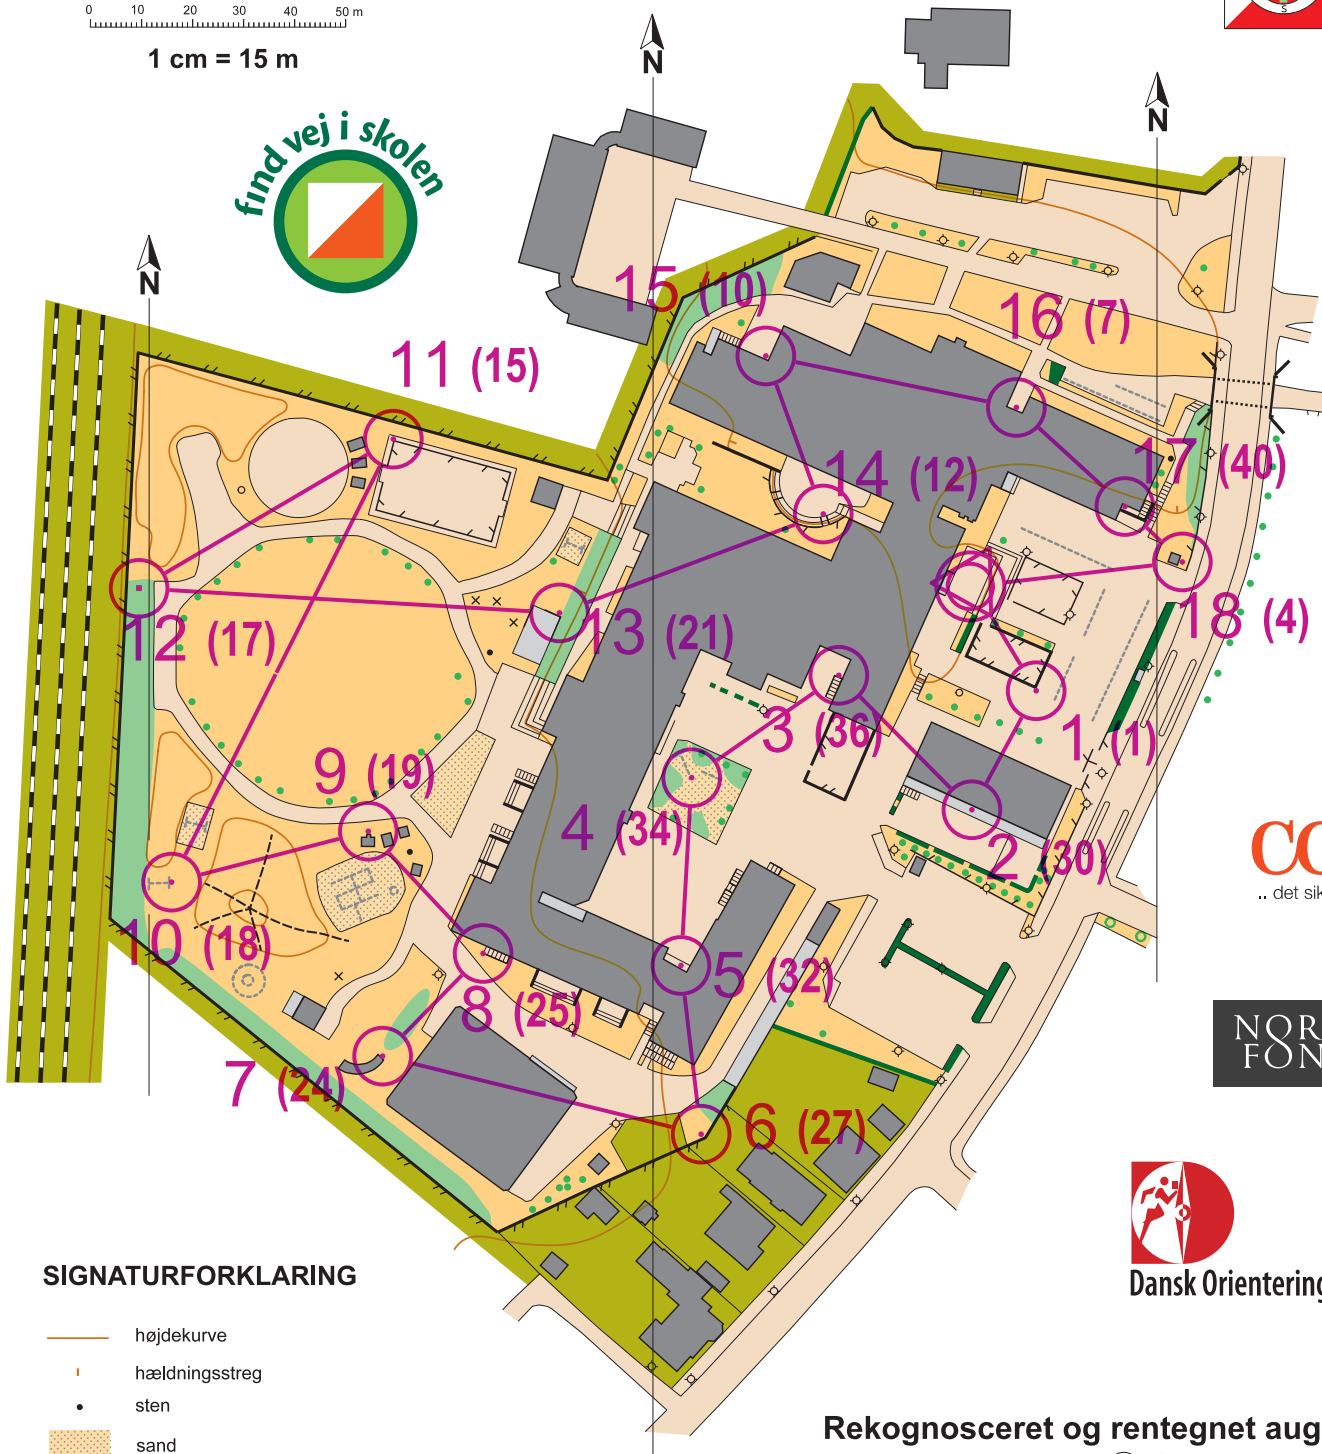 0 10 20 30 40 50 m
1 cm = 15 m
find vej i skolen
N
N
N
S
15 (10)
16 (7)
11 (15)
14 (12)
17 (40)
12 (17)
13 (21)
18 (4)
3 (36)
1 (1)
9 (19)
4 (34)
2 (30)
10 (18)
5 (32)
8 (25)
7 (24)
6 (27)
.. det sik
NOR
FON
Dansk Orientering
SIGNATURFORKLARING
højdekurve
hældningsstreg
sten
sand
Rekognosceret og rentegnet aug